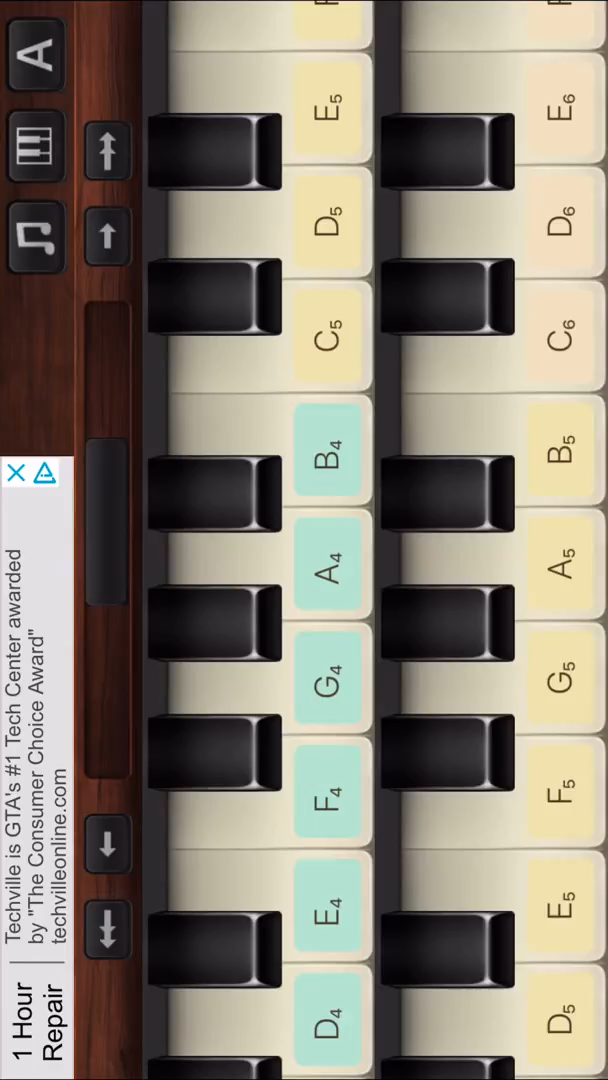 1 Hour
Repair
Techville is GTA's #1 Tech Center awarded
by "The Consumer Choice Award"
techvilleonline.com
A
D4 E4 F4 G4 A4 B4 C5 D5 E5
D5 E5 F5 G5 A5 B5 C6 D6 E6